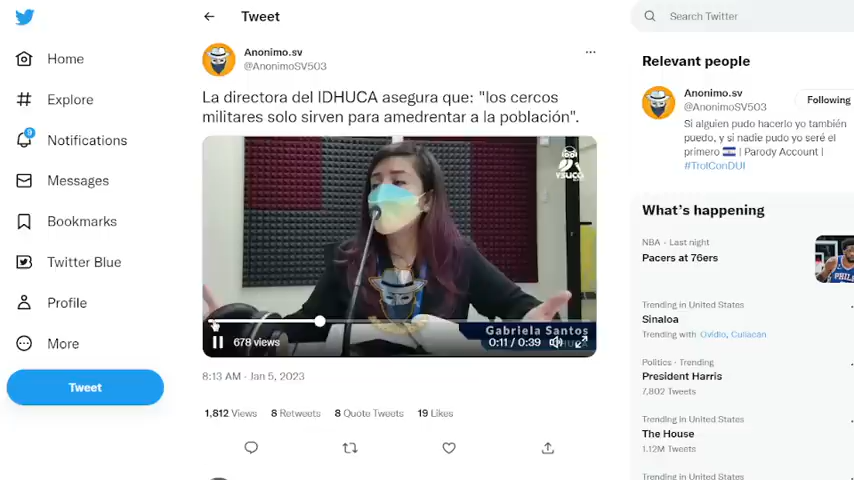 Tweet
Search Twitter
Home
Explore
9
Notifications
Messages
Bookmarks
Twitter Blue
Profile
More
Tweet
Anonimo.sv
@AnonimoSV503
La directora del IDHUCA asegura que: "los cercos
militares solo sirven para amedrentar a la población".
YSUCA
Gabriela Santos
678 views
0:11 / 0:39
8:13 AM · Jan 5, 2023
1,812 Views 8 Retweets 8 Quote Tweets 19 Likes
Relevant people
Anonimo.sv
@AnonimoSV503
Following
Si alguien pudo hacerlo yo también
puedo, y si nadie pudo yo seré el
primero 🇸🇻 | Parody Account |
#TrolConDUI
What's happening
NBA · Last night
Pacers at 76ers
PHILA
Trending in United States
Sinaloa
Trending with Ovidio, Culiacán
Politics · Trending
President Harris
7,802 Tweets
Trending in United States
The House
1.12M Tweets
Trending in United States